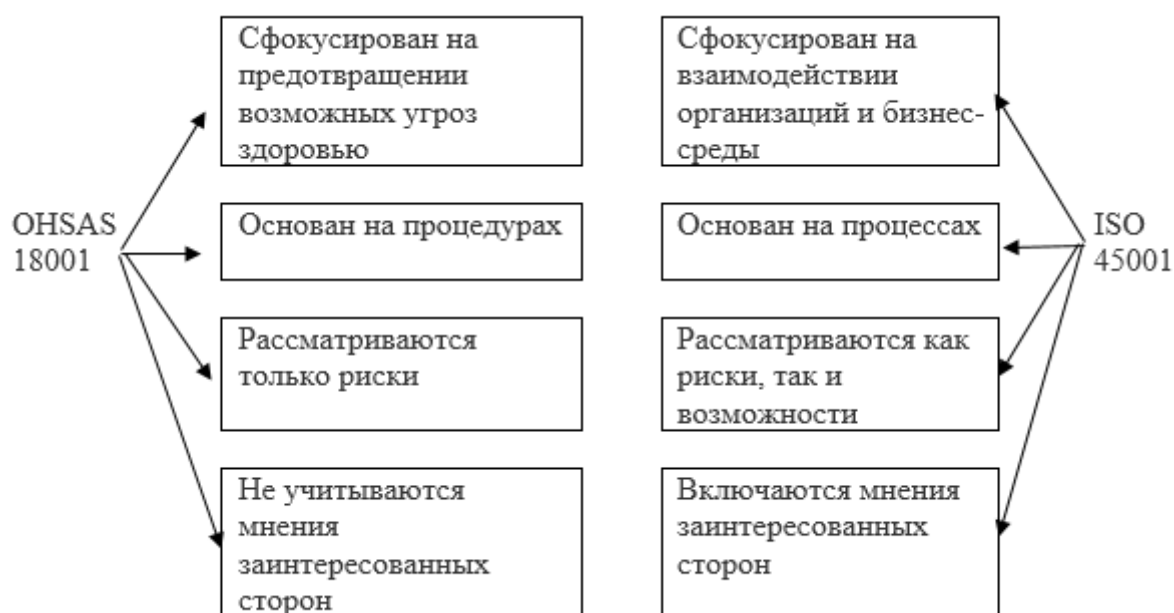 OHSAS
18001
Сфокусирован на
предотвращении
возможных угроз
здоровью
Основан на процедурах
Рассматриваются
только риски
Не учитываются
мнения
заинтересованных
сторон
Сфокусирован на
взаимодействии
организаций и бизнес-
среды
Основан на процессах
Рассматриваются как
риски, так и
возможности
Включаются мнения
заинтересованных
сторон
ISO
45001